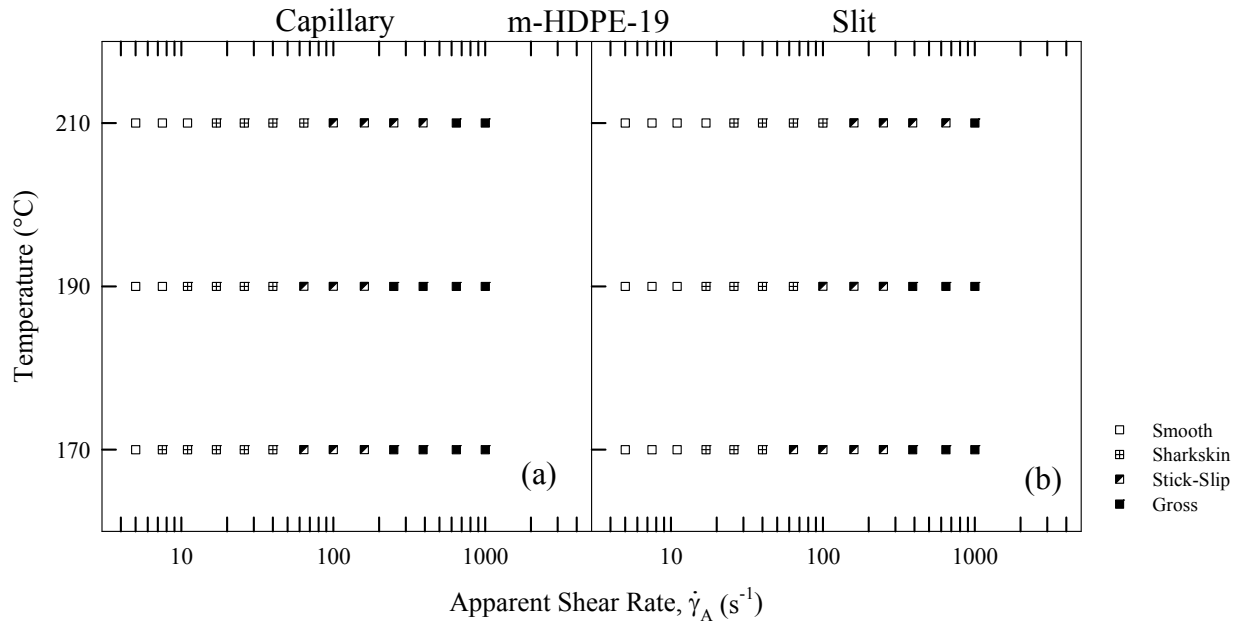 Capillary m-HDPE-19 Slit
210
190
170
Temperature (°C)
(a)
(b)
10 100 1000 10 100 1000
Apparent Shear Rate, γ̇A (s-1)
Smooth
Sharkskin
Stick-Slip
Gross